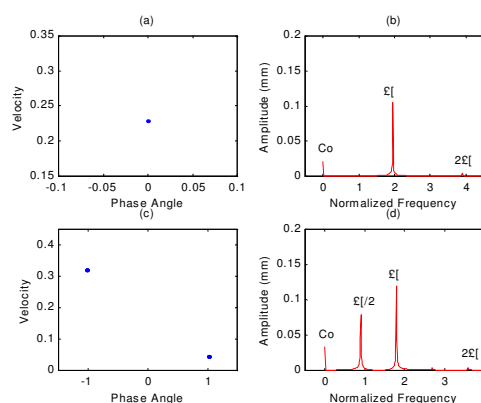 (a)
0.35
0.3
0.25
0.2
0.15
-0.1 -0.05 0 0.05 0.1
Velocity
Phase Angle
(b)
0.2
0.15
0.1
0.05
0
0 1 2 3 4
Amplitude (mm)
Normalized Frequency
Co
£[
2£[
(c)
0.4
0.3
0.2
0.1
0
-1 0 1
Velocity
Phase Angle
(d)
0.2
0.15
0.1
0.05
0
0 1 2 3 4
Amplitude (mm)
Normalized Frequency
Co
£[/2
£[
2£[